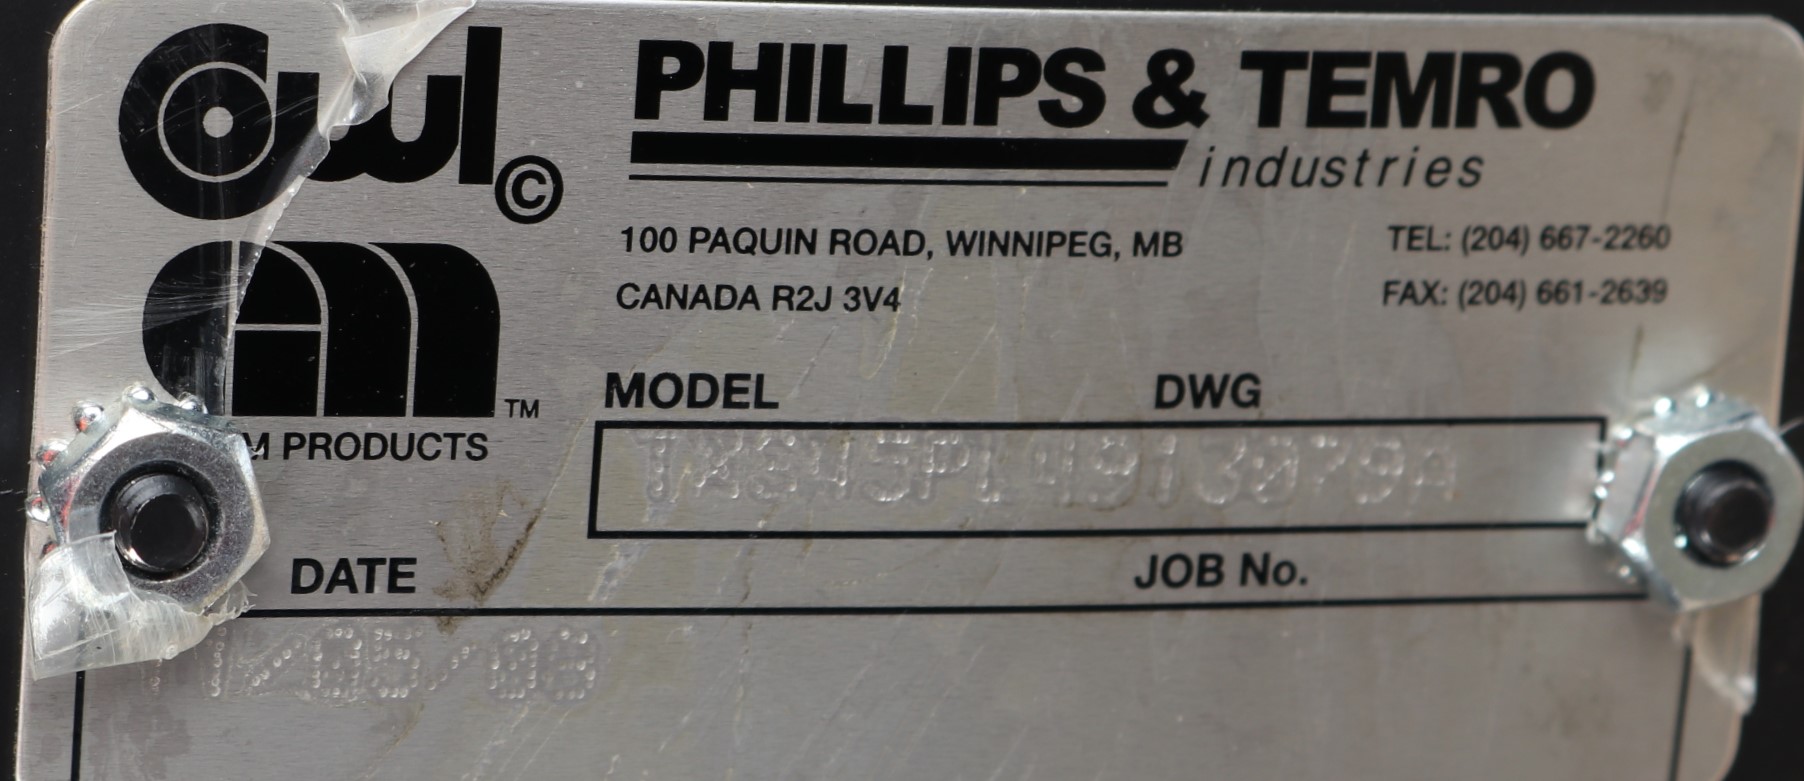 Owl ©
PHILLIPS & TEMRO
industries
100 PAQUIN ROAD, WINNIPEG, MB
TEL: (204) 667-2260
CANADA R2J 3V4
FAX: (204) 661-2639
TM
M PRODUCTS
MODEL DWG
DATE JOB No.